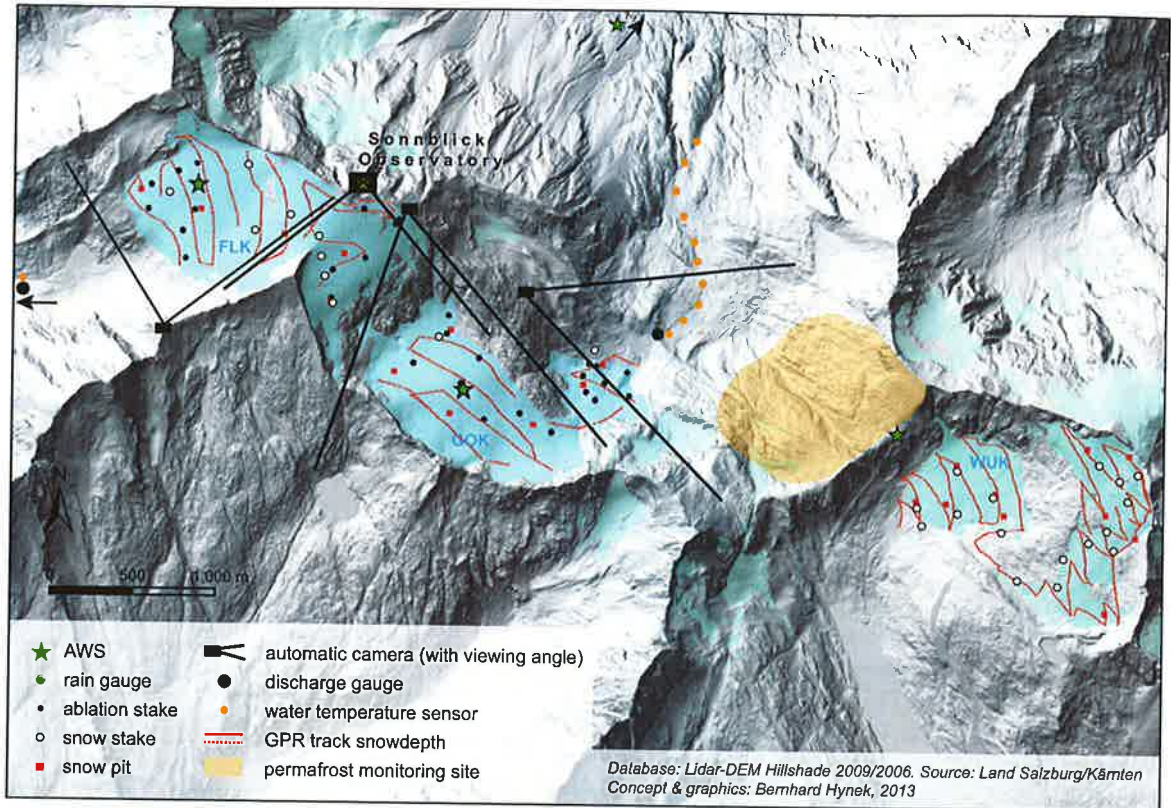 Sonnblick
Observatory
FLK
GOK
WUK
0 500 1,000 m
AWS
rain gauge
ablation stake
snow stake
snow pit
automatic camera (with viewing angle)
discharge gauge
water temperature sensor
GPR track snowdepth
permafrost monitoring site
Database: Lidar-DEM Hillshade 2009/2006. Source: Land Salzburg/Kärnten
Concept & graphics: Bernhard Hynek, 2013